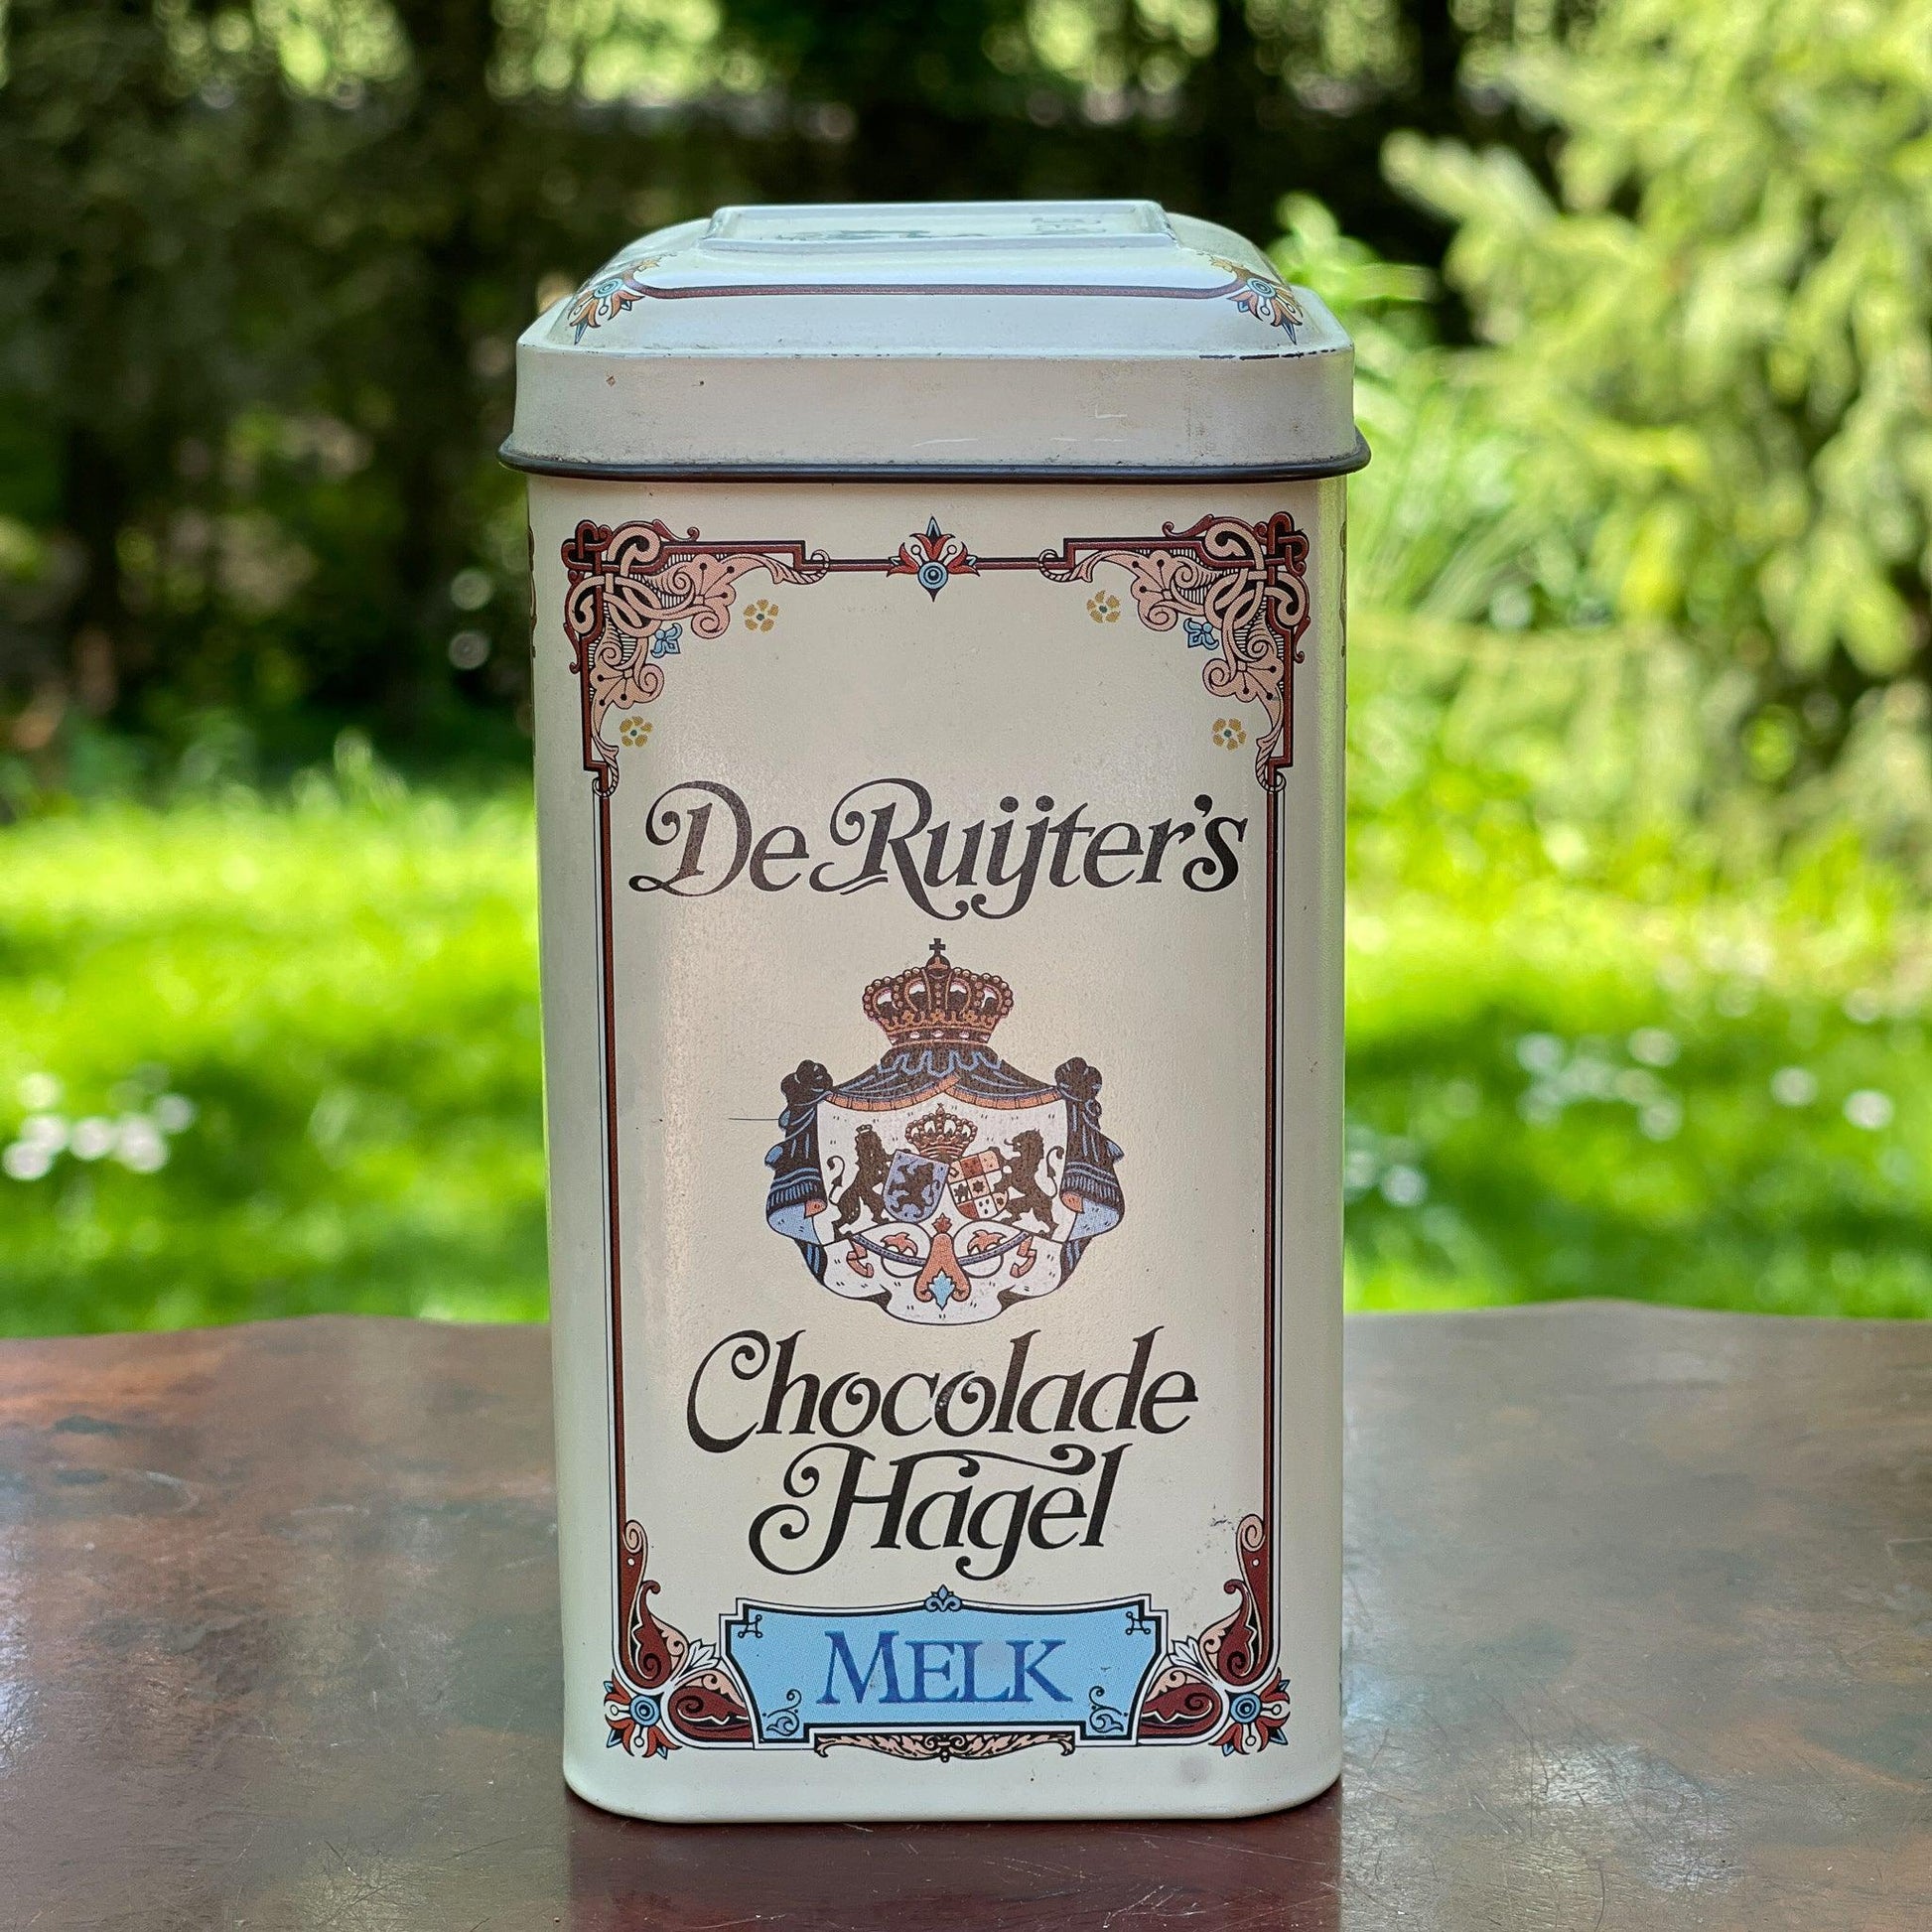 De Ruijter's
Chocolade
Hagel
MELK